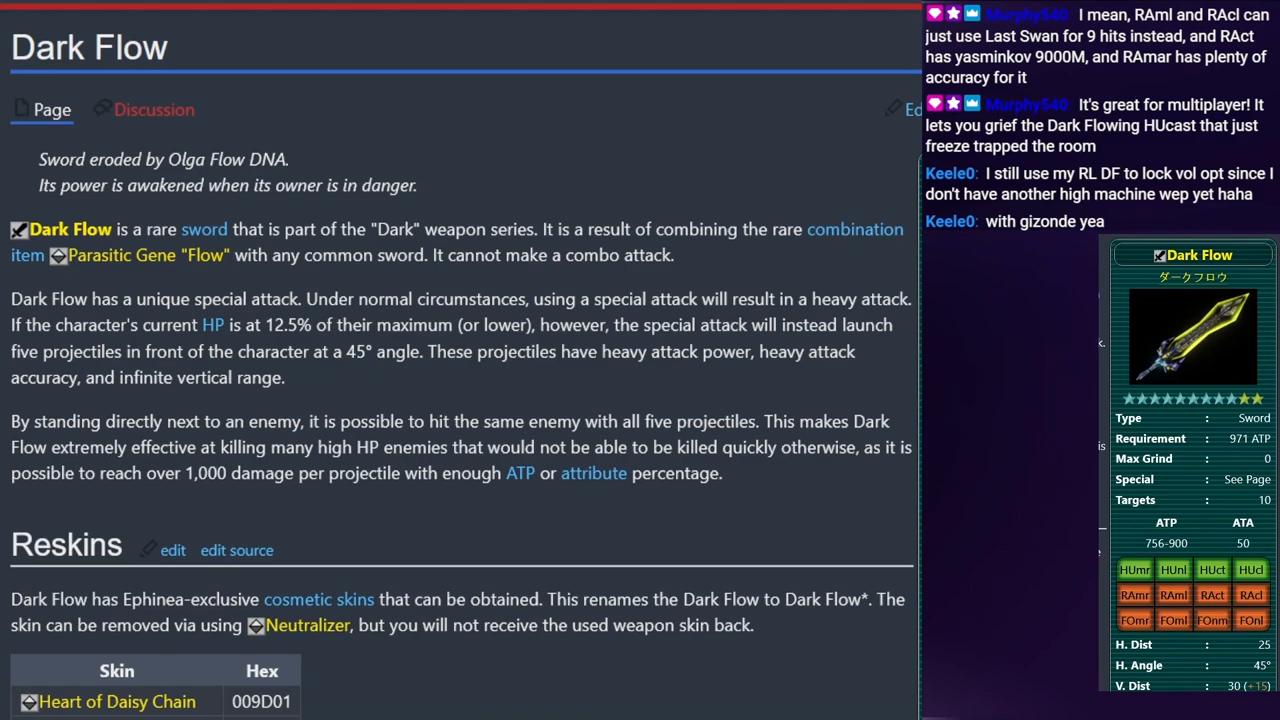 Dark Flow
Page Discussion Ed
Sword eroded by Olga Flow DNA.
Its power is awakened when its owner is in danger.
Dark Flow is a rare sword that is part of the "Dark" weapon series. It is a result of combining the rare combination
item Parasitic Gene "Flow" with any common sword. It cannot make a combo attack.
Dark Flow has a unique special attack. Under normal circumstances, using a special attack will result in a heavy attack.
If the character's current HP is at 12.5% of their maximum (or lower), however, the special attack will instead launch
five projectiles in front of the character at a 45° angle. These projectiles have heavy attack power, heavy attack
accuracy, and infinite vertical range.
By standing directly next to an enemy, it is possible to hit the same enemy with all five projectiles. This makes Dark
Flow extremely effective at killing many high HP enemies that would not be able to be killed quickly otherwise, as it is
possible to reach over 1,000 damage per projectile with enough ATP or attribute percentage.
Reskins edit edit source
Dark Flow has Ephinea-exclusive cosmetic skins that can be obtained. This renames the Dark Flow to Dark Flow*. The
skin can be removed via using Neutralizer, but you will not receive the used weapon skin back.
Skin Hex
Heart of Daisy Chain 009D01
Murphy540: I mean, RAml and RAcl can
just use Last Swan for 9 hits instead, and RAct
has yasminkov 9000M, and RAmar has plenty of
accuracy for it
Murphy540: It's great for multiplayer! It
lets you grief the Dark Flowing HUcast that just
freeze trapped the room
Keele0: I still use my RL DF to lock vol opt since I
don't have another high machine wep yet haha
Keele0: with gizonde yea
Dark Flow
ダークフロウ
Type : Sword
Requirement : 971 ATP
Max Grind : 0
Special : See Page
Targets : 10
ATP ATA
756-900 50
HUmr HUnl HUct HUcl
RAmr RAml RAct RAcl
FOmr FOml FOnm FOnl
H. Dist : 25
H. Angle : 45°
V. Dist : 30 (+15)